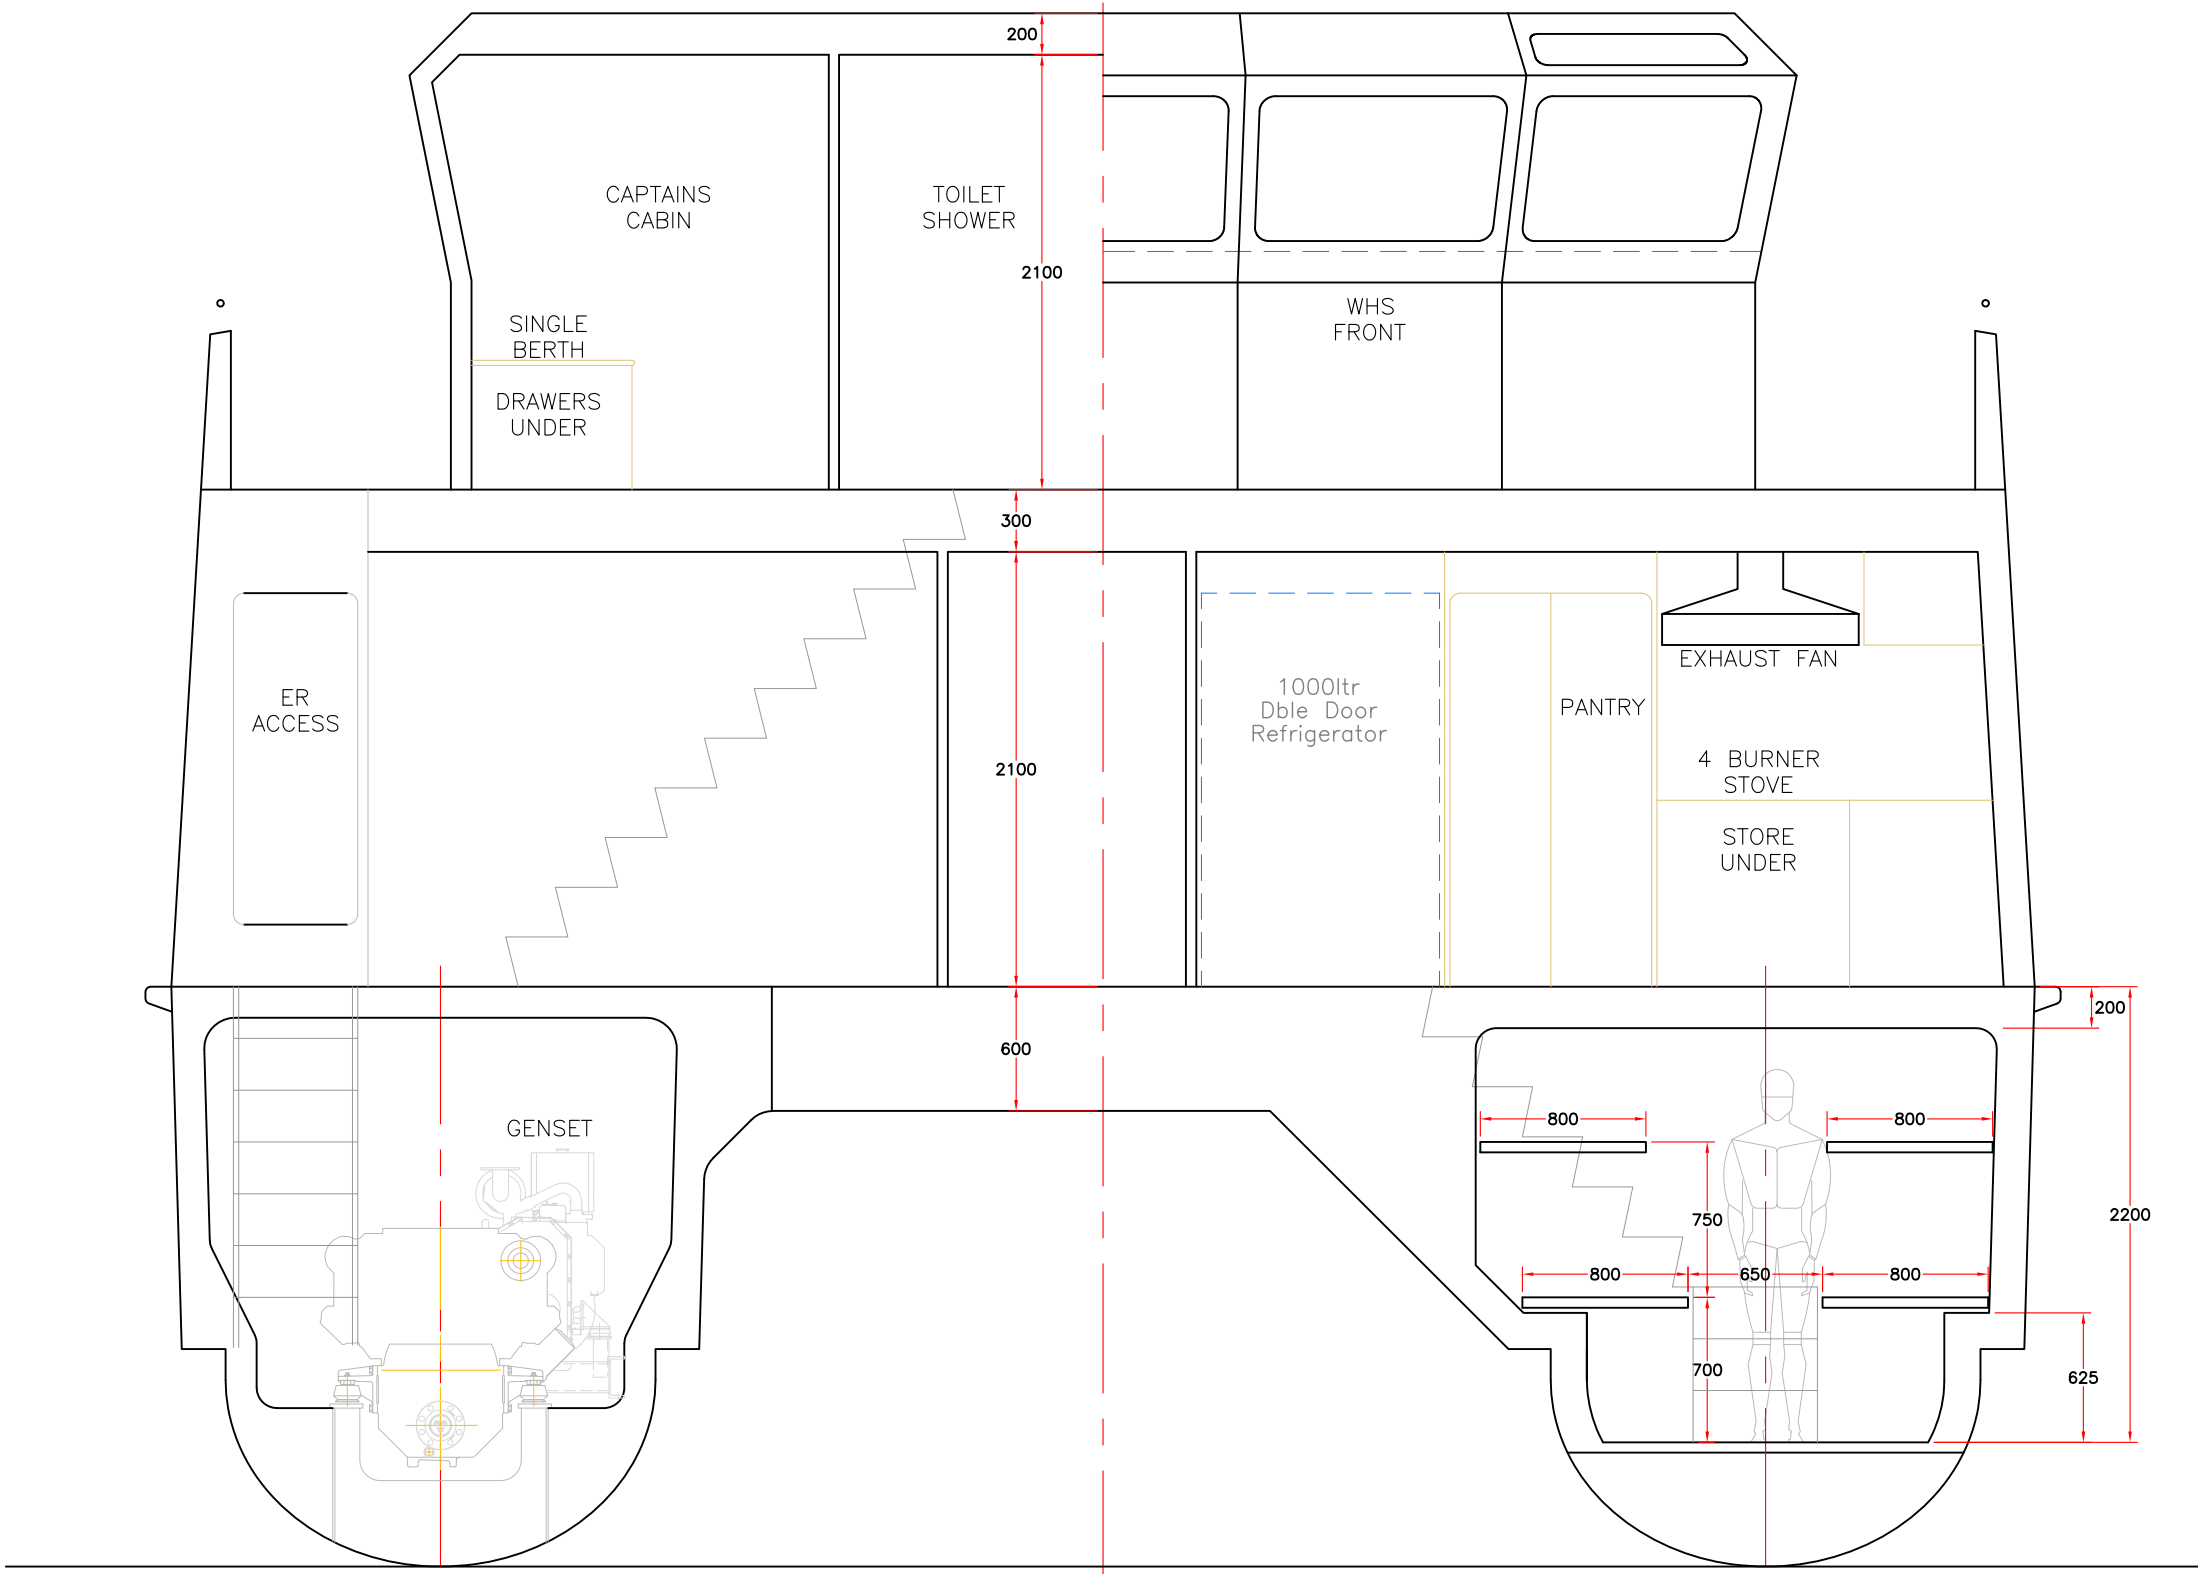 200
CAPTAINS
CABIN
TOILET
SHOWER
2100
WHS
FRONT
SINGLE
BERTH
DRAWERS
UNDER
300
EXHAUST FAN
ER
ACCESS
1000ltr
Dble Door
Refrigerator
PANTRY
4 BURNER
STOVE
2100
STORE
UNDER
200
600
GENSET
800
800
2200
750
800
650
800
700
625